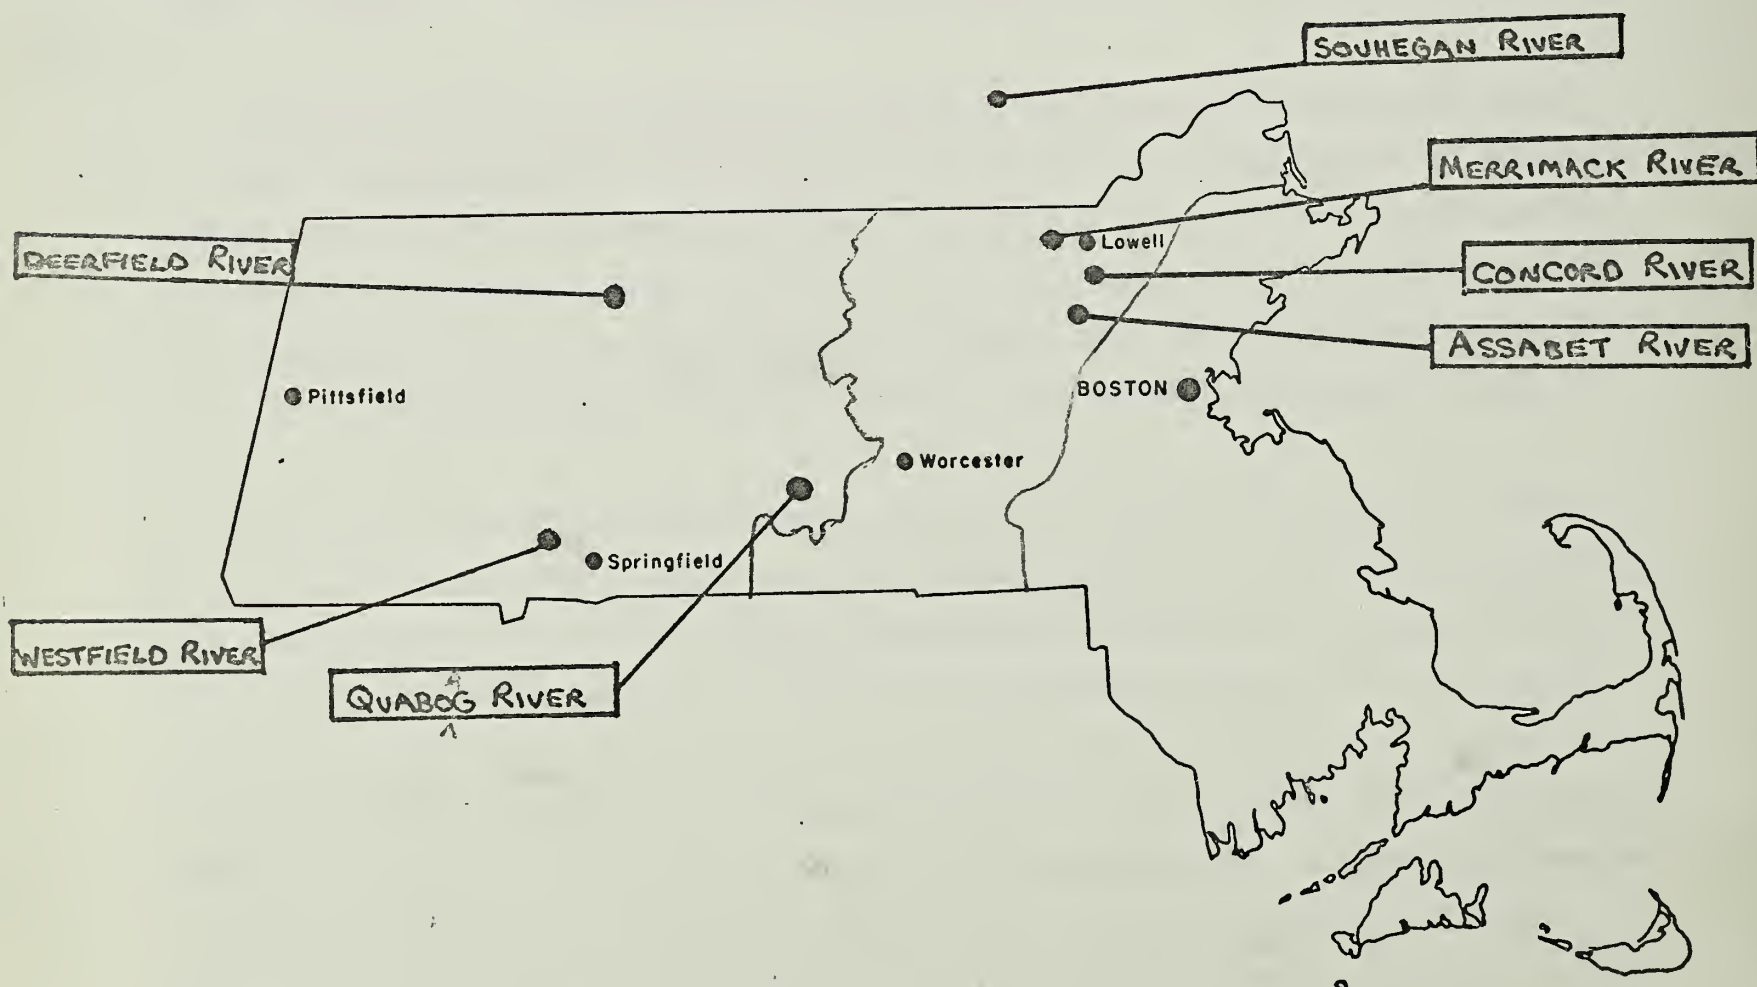 SOUHEGAN RIVER
MERRIMACK RIVER
DEERFIELD RIVER
Lowell
CONCORD RIVER
ASSABET RIVER
Pittsfield
BOSTON
Worcester
Springfield
WESTFIELD RIVER
QUABOG RIVER